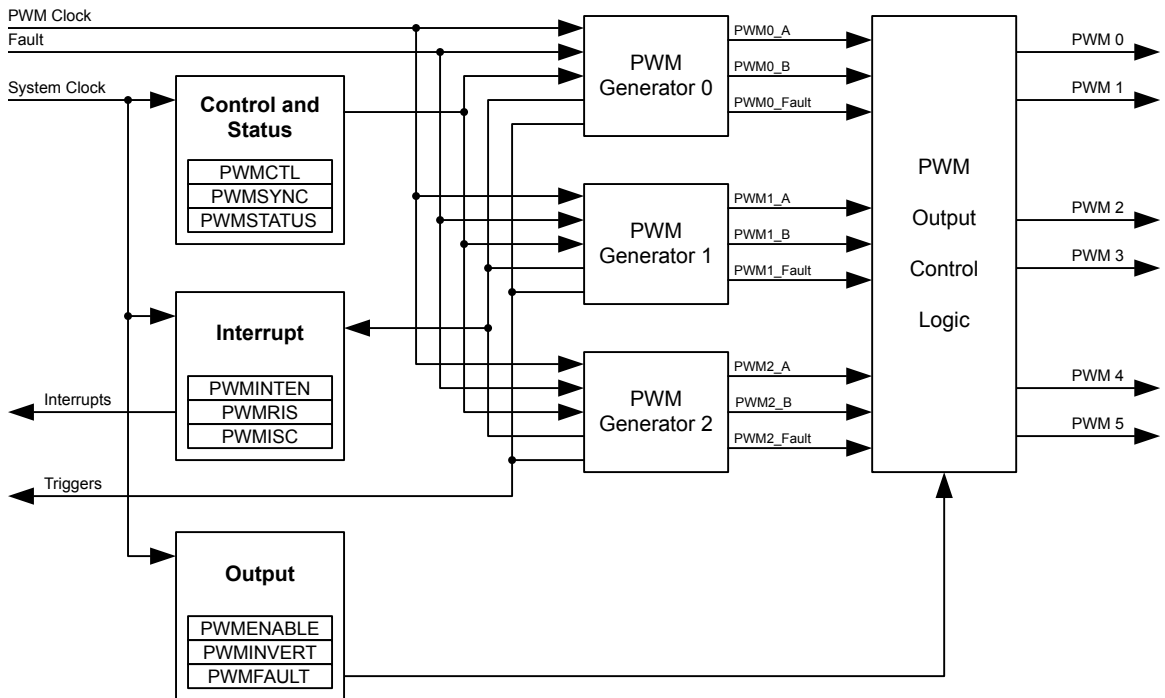 PWM Clock
Fault
System Clock
Control and
Status
PWMCTL
PWMSYNC
PWMSTATUS
Interrupt
PWMINTEN
PWMRIS
PWMISC
Interrupts
Triggers
Output
PWMENABLE
PWMINVERT
PWMFAULT
PWM
Generator 0
PWM0_A
PWM0_B
PWM0_Fault
PWM
Generator 1
PWM1_A
PWM1_B
PWM1_Fault
PWM
Generator 2
PWM2_A
PWM2_B
PWM2_Fault
PWM
Output
Control
Logic
PWM 0
PWM 1
PWM 2
PWM 3
PWM 4
PWM 5